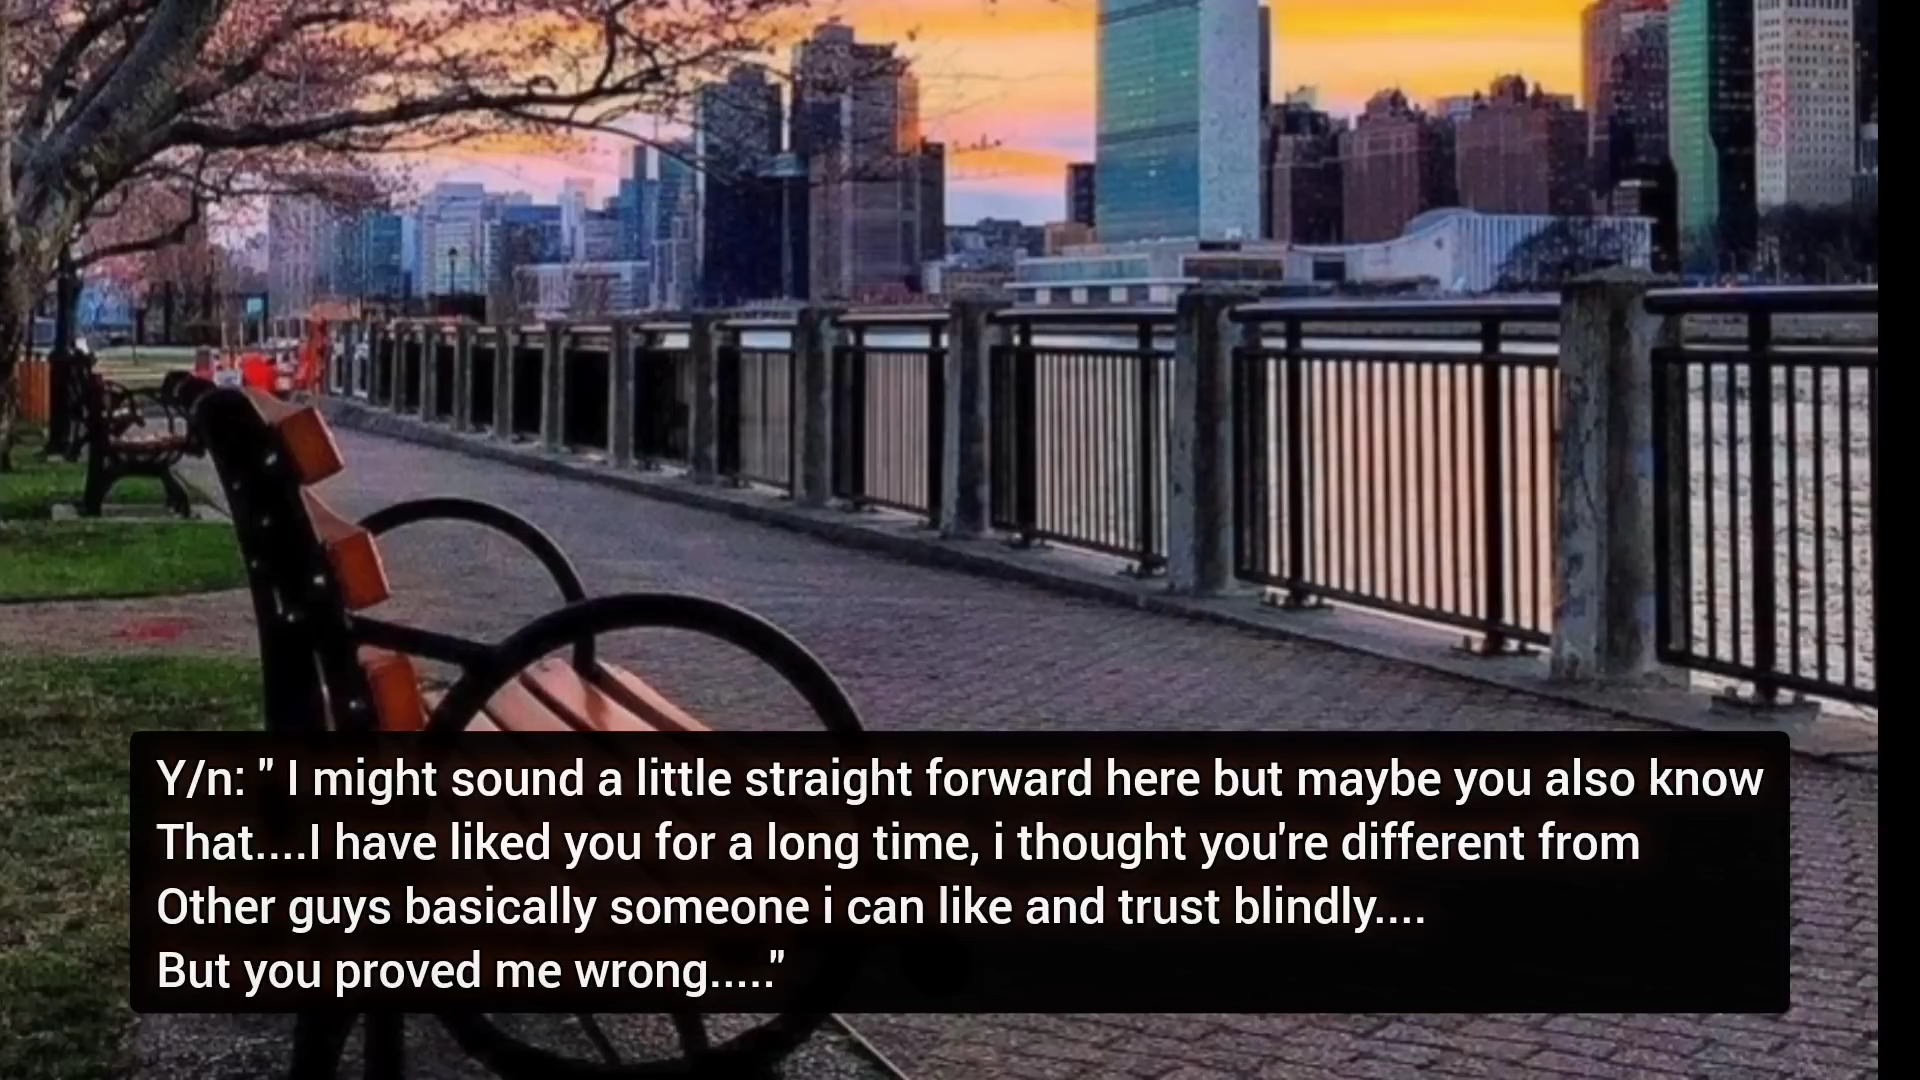 Y/n: " I might sound a little straight forward here but maybe you also know
That....I have liked you for a long time, i thought you're different from
Other guys basically someone i can like and trust blindly....
But you proved me wrong....."